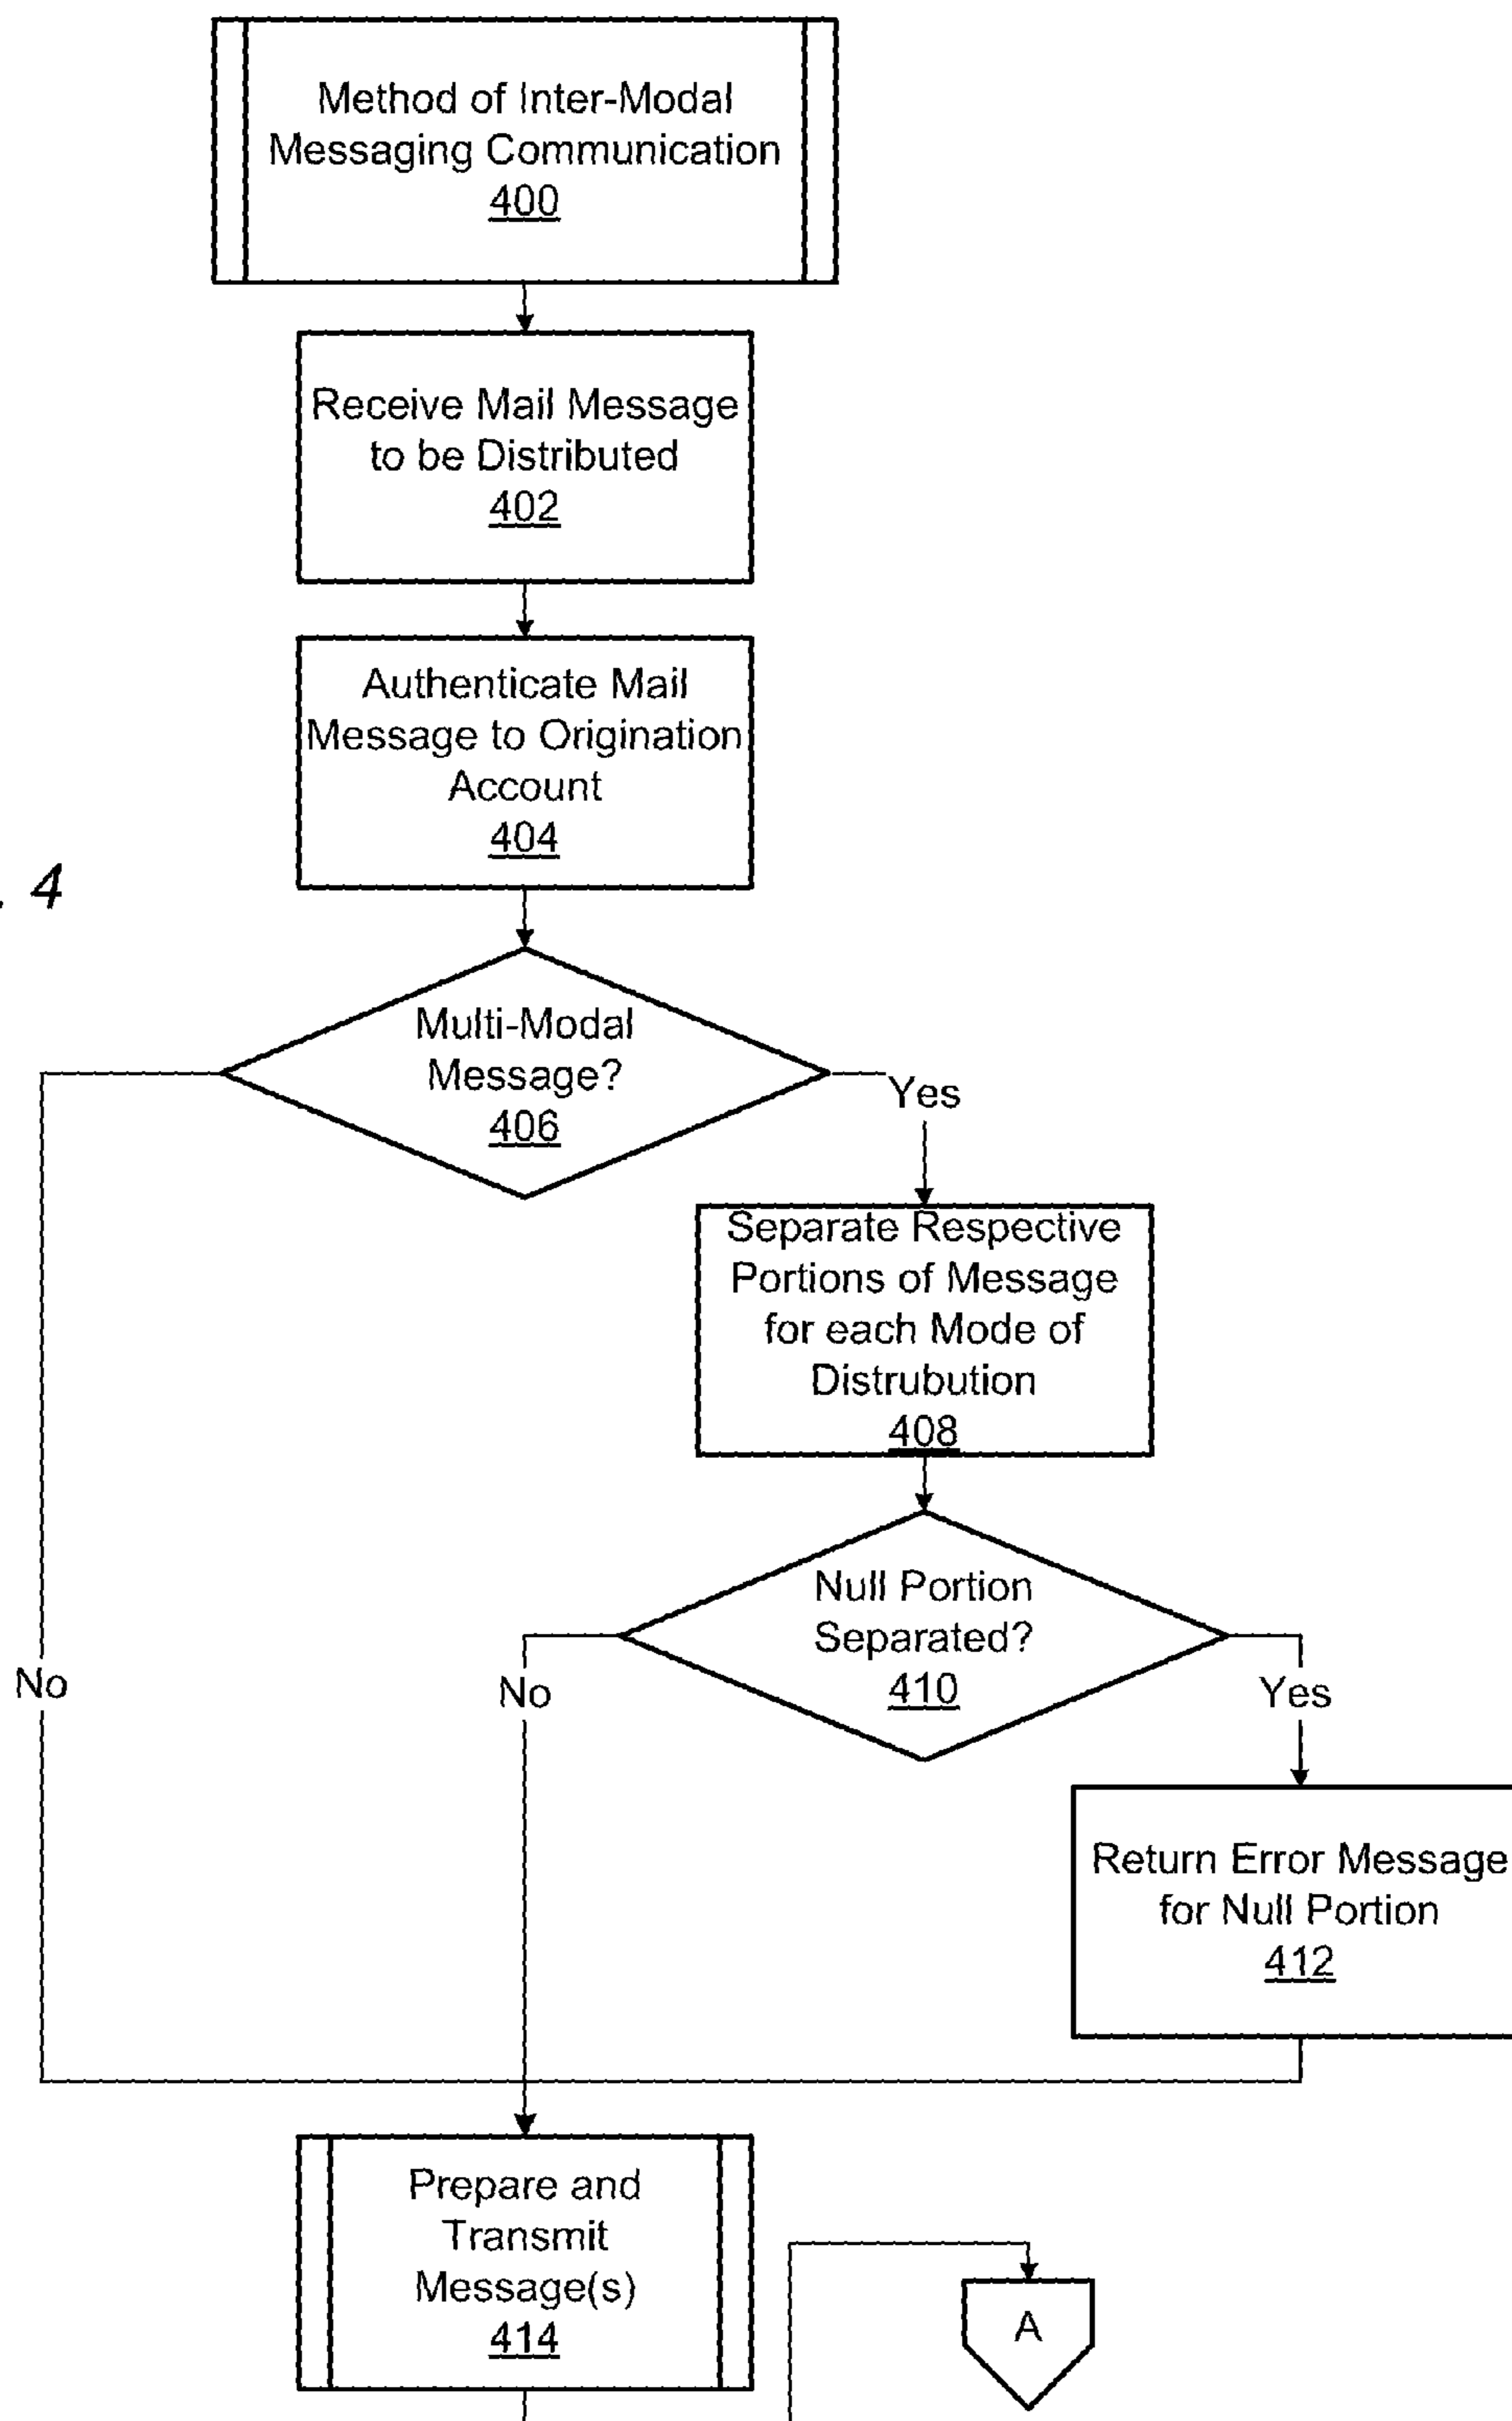 Method of Inter-Modal
Messaging Communication
400
Receive Mail Message
to be Distributed
402
Authenticate Mail
Message to Origination
Account
404
. 4
Multi-Modal
Message?
406
Yes
Separate Respective
Portions of Message
for each Mode of
Distrubution
408
Null Portion
Separated?
410
No
No
Yes
Return Error Message
for Null Portion
412
Prepare and
Transmit
Message(s)
414
A